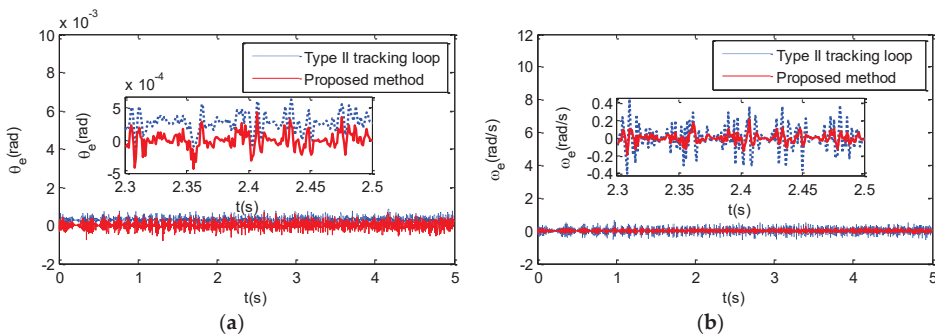 x 10⁻³
10
8
6
4
2
0
-2
θe(rad)
0 1 2 3 4 5
t(s)
Type II tracking loop
Proposed method
x 10⁻⁴
5
0
-5
θe(rad)
2.3 2.35 2.4 2.45 2.5
t(s)
(a)
12
10
8
6
4
2
0
-2
ωe(rad/s)
0 1 2 3 4 5
t(s)
Type II tracking loop
Proposed method
0.4
0.2
0
-0.2
-0.4
ωe(rad/s)
2.3 2.35 2.4 2.45 2.5
t(s)
(b)